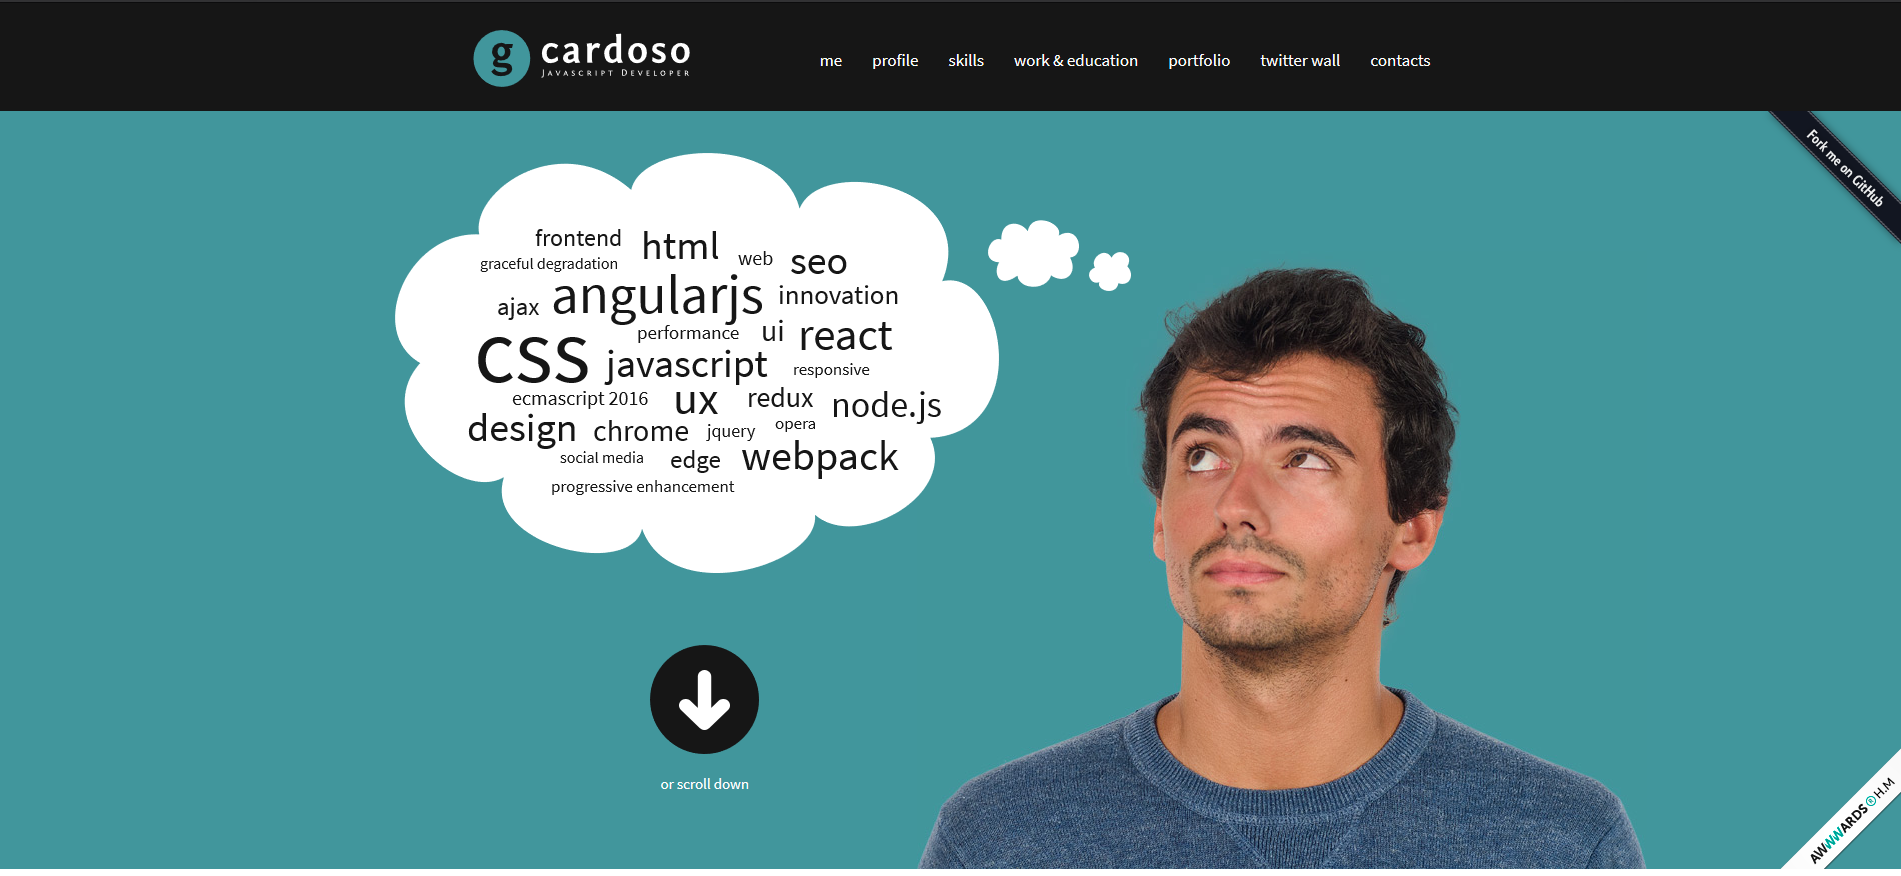 g cardoso
Javascript Developer
me profile skills work & education portfolio twitter wall contacts
Fork me on GitHub
frontend html web seo
graceful degradation
ajax angularjs innovation
performance ui react
css javascript responsive
ecmascript 2016 ux redux node.js
design chrome jquery opera
social media edge webpack
progressive enhancement
or scroll down
AWWWARDS® H.M